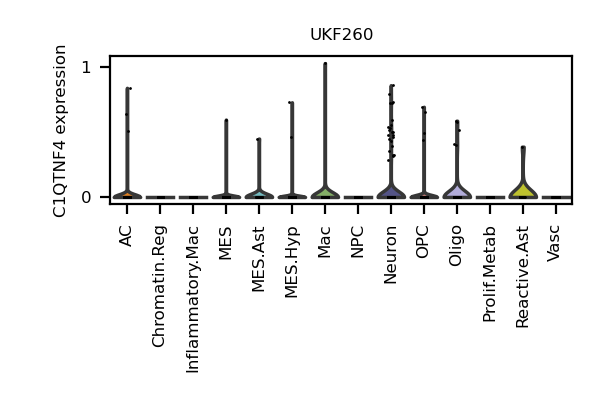 UKF260
C1QTNF4 expression
1
0
AC
Chromatin.Reg
Inflammatory.Mac
MES
MES.Ast
MES.Hyp
Mac
NPC
Neuron
OPC
Oligo
Prolif.Metab
Reactive.Ast
Vasc